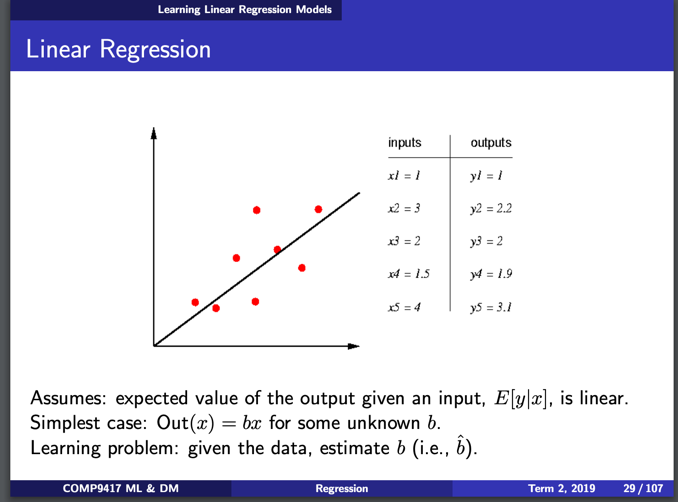 Learning Linear Regression Models
Linear Regression
inputs outputs
x1 = 1 y1 = 1
x2 = 3 y2 = 2.2
x3 = 2 y3 = 2
x4 = 1.5 y4 = 1.9
x5 = 4 y5 = 3.1
Assumes: expected value of the output given an input, E[y|x], is linear.
Simplest case: Out(x) = bx for some unknown b.
Learning problem: given the data, estimate b (i.e., b̂).
COMP9417 ML & DM Regression Term 2, 2019 29 / 107